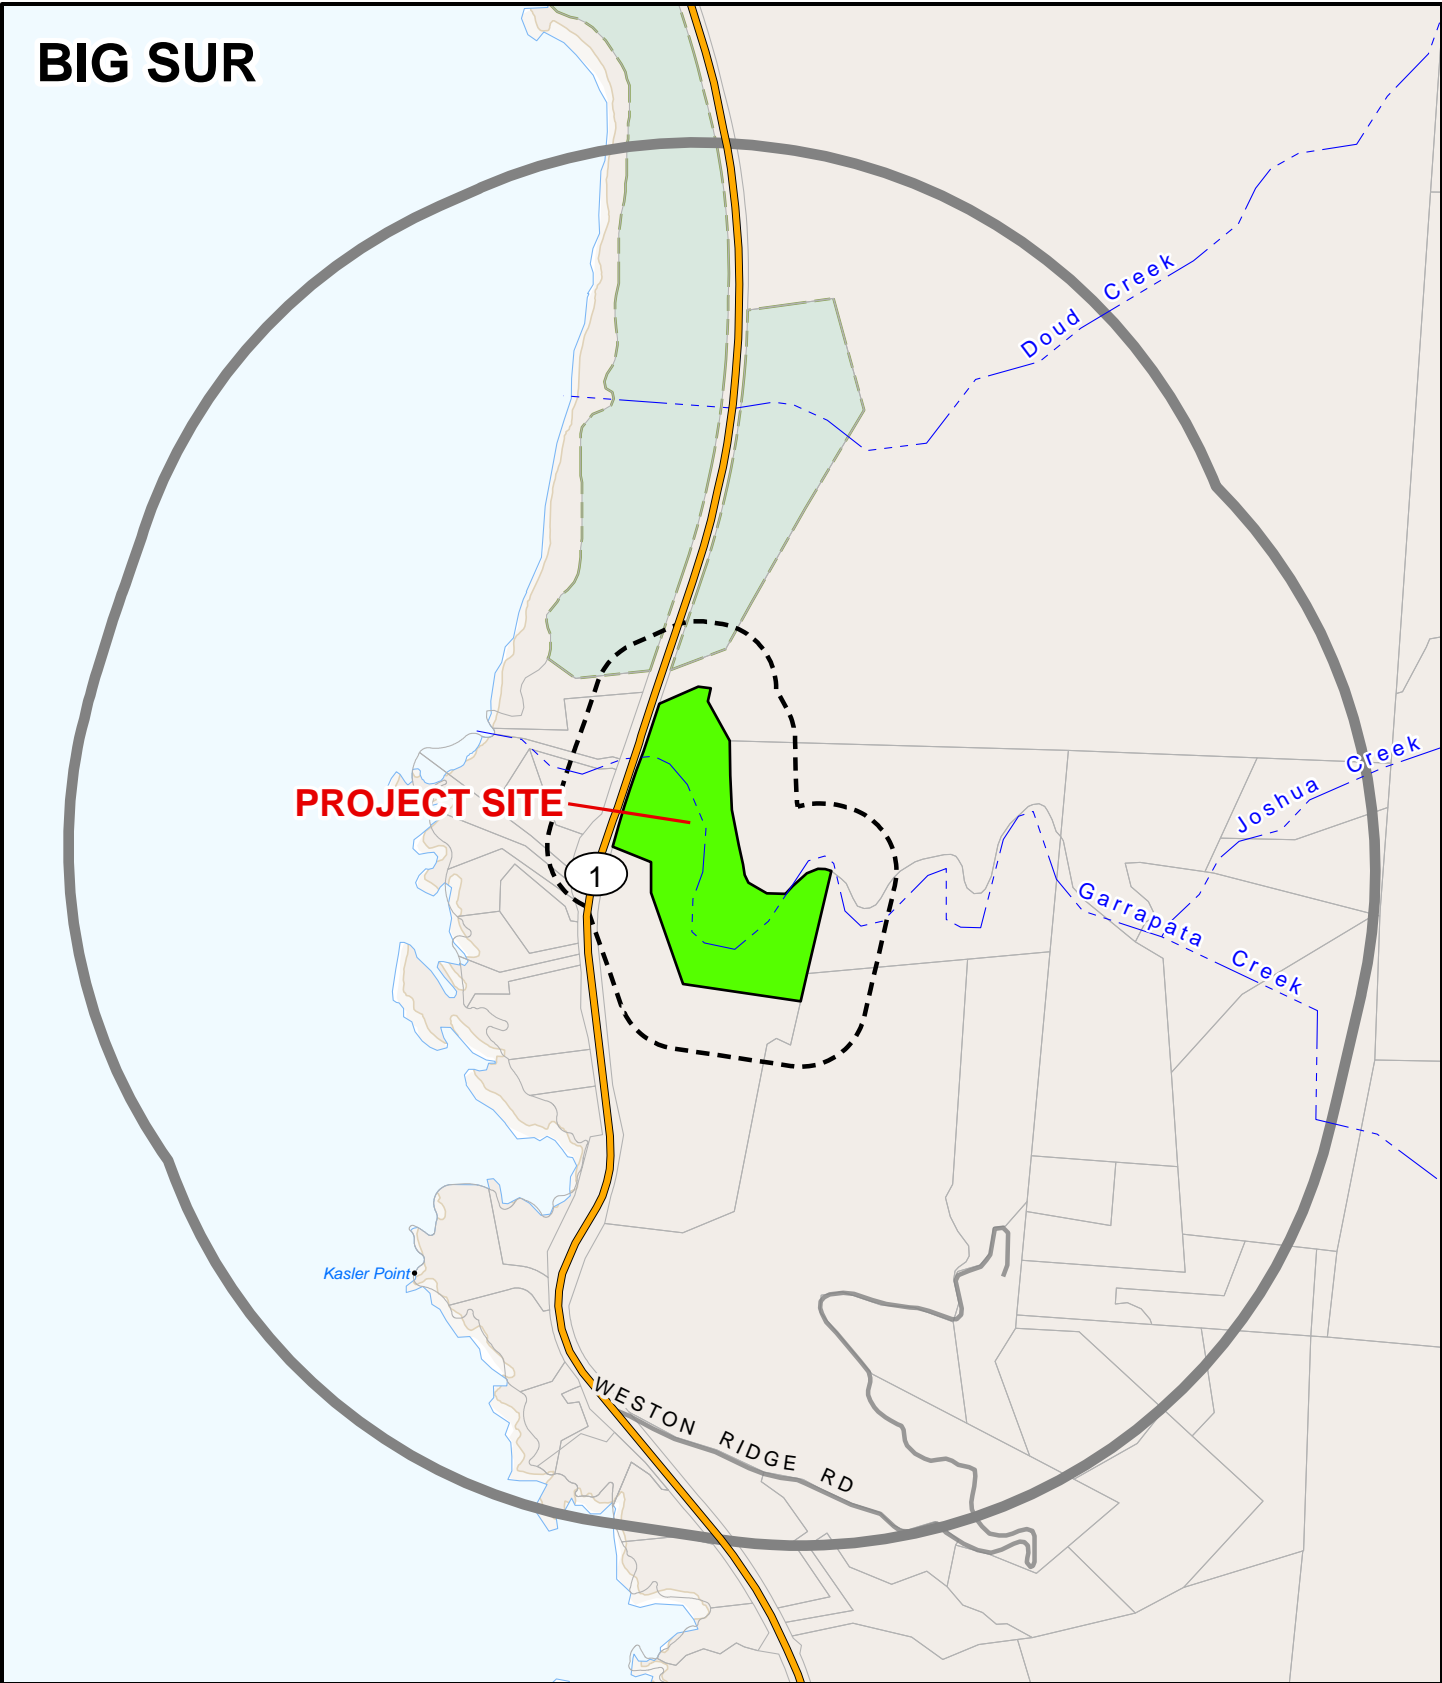 BIG SUR
Doud Creek
Joshua Creek
PROJECT SITE
1
Garrapata Creek
Kasler Point
WESTON RIDGE RD